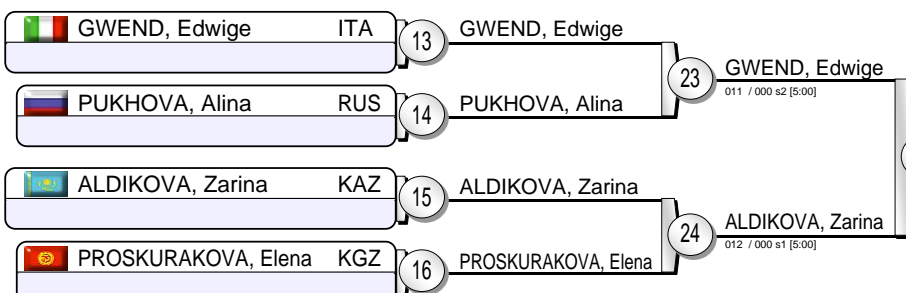 GWEND, Edwige ITA 13 GWEND, Edwige
23 GWEND, Edwige
011 / 000 s2 [5:00]
PUKHOVA, Alina RUS 14 PUKHOVA, Alina
ALDIKOVA, Zarina KAZ 15 ALDIKOVA, Zarina
24 ALDIKOVA, Zarina
012 / 000 s1 [5:00]
PROSKURAKOVA, Elena KGZ 16 PROSKURAKOVA, Elena